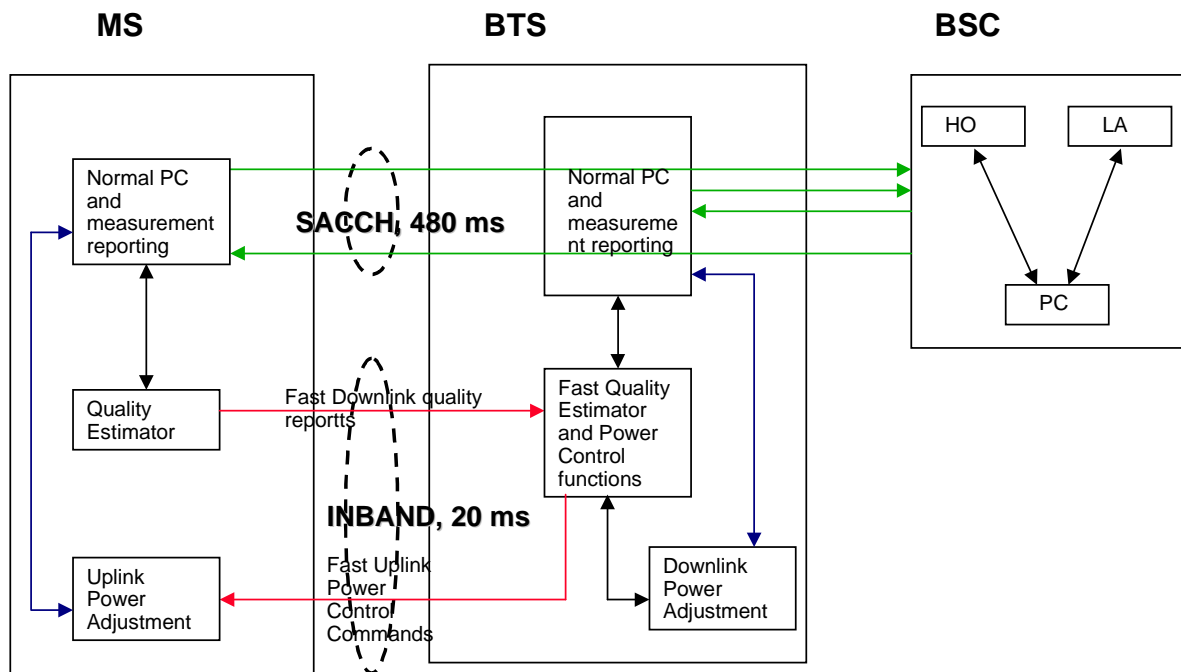 MS
BTS
BSC
HO
LA
PC
Normal PC
and
measurement
reporting
SACCH, 480 ms
Normal PC
and
measureme
nt reporting
Quality
Estimator
Fast Downlink quality
reportts
Fast Quality
Estimator
and Power
Control
functions
INBAND, 20 ms
Uplink
Power
Adjustment
Fast Uplink
Power
Control
Commands
Downlink
Power
Adjustment